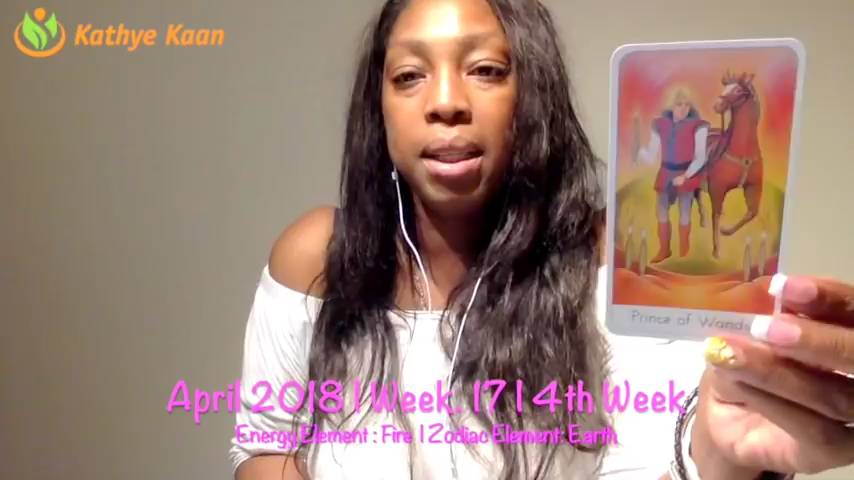 Kathye Kaan
Prince of Wands
April 2018 | Week. 17 | 4th Week
Energy Element : Fire | Zodiac Element: Earth